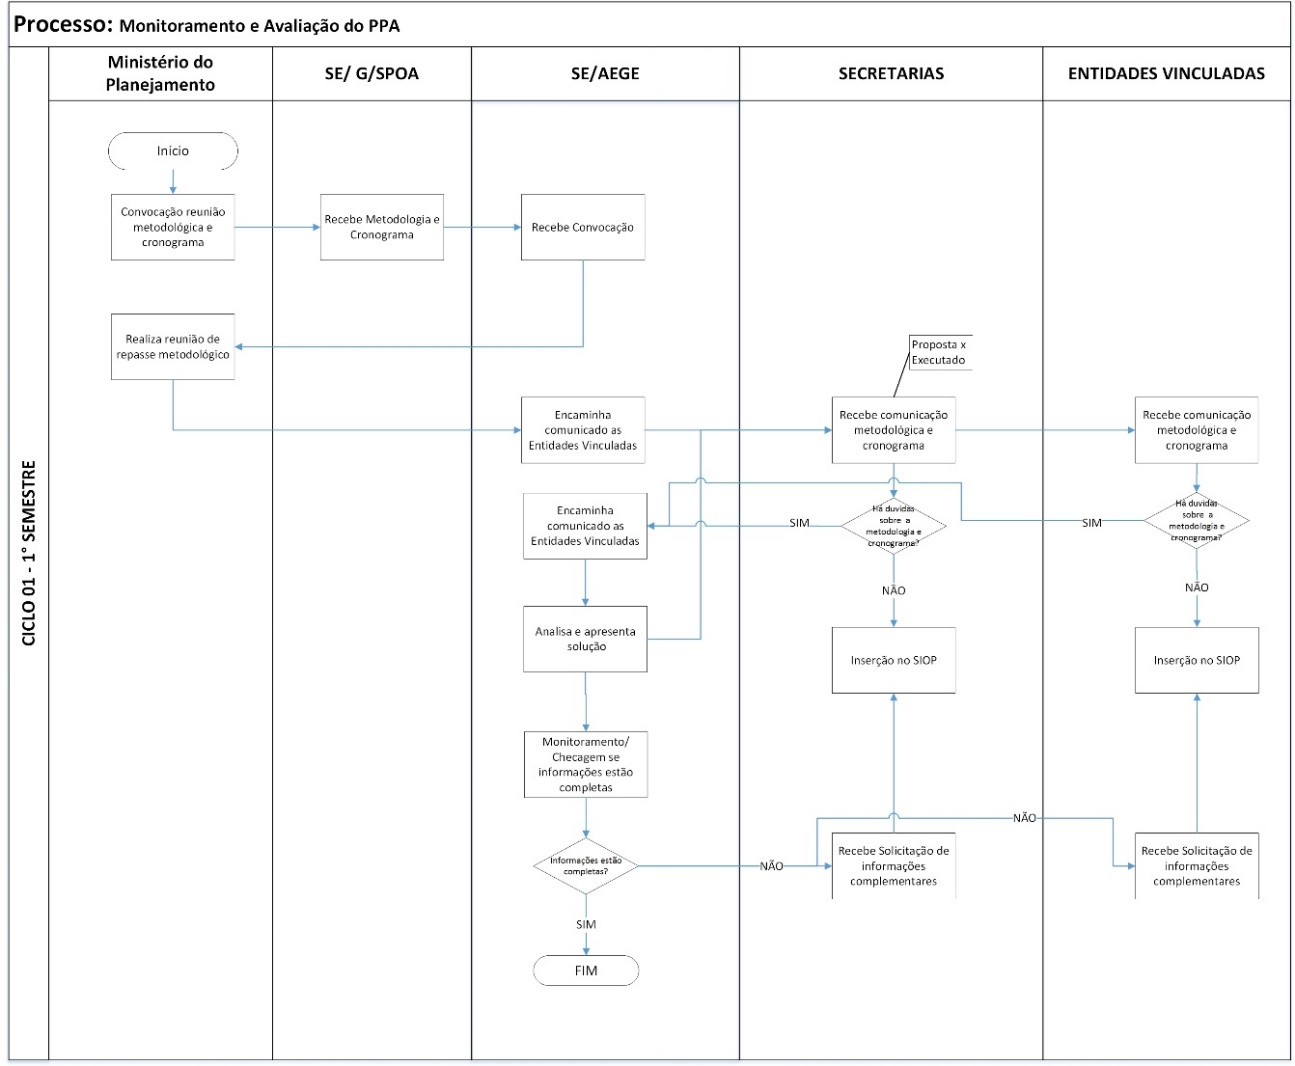 Processo: Monitoramento e Avaliação do PPA
Ministério do
Planejamento
SE/ G/SPOA
SE/AEGE
SECRETARIAS
ENTIDADES VINCULADAS
CICLO 01 - 1° SEMESTRE
Início
Convocação reunião
metodológica e
cronograma
Recebe Metodologia e
Cronograma
Recebe Convocação
Realiza reunião de
repasse metodológico
Proposta x
Executado
Encaminha
comunicado as
Entidades Vinculadas
Recebe comunicação
metodológica e
cronograma
Recebe comunicação
metodológica e
cronograma
Encaminha
comunicado as
Entidades Vinculadas
SIM
Há duvidas
sobre a
metodologia e
cronograma?
SIM
Há duvidas
sobre a
metodologia e
cronograma?
NÃO
NÃO
Analisa e apresenta
solução
Inserção no SIOP
Inserção no SIOP
Monitoramento/
Checagem se
informações estão
completas
NÃO
Informações estão
completas?
NÃO
Recebe Solicitação de
informações
complementares
Recebe Solicitação de
informações
complementares
SIM
FIM